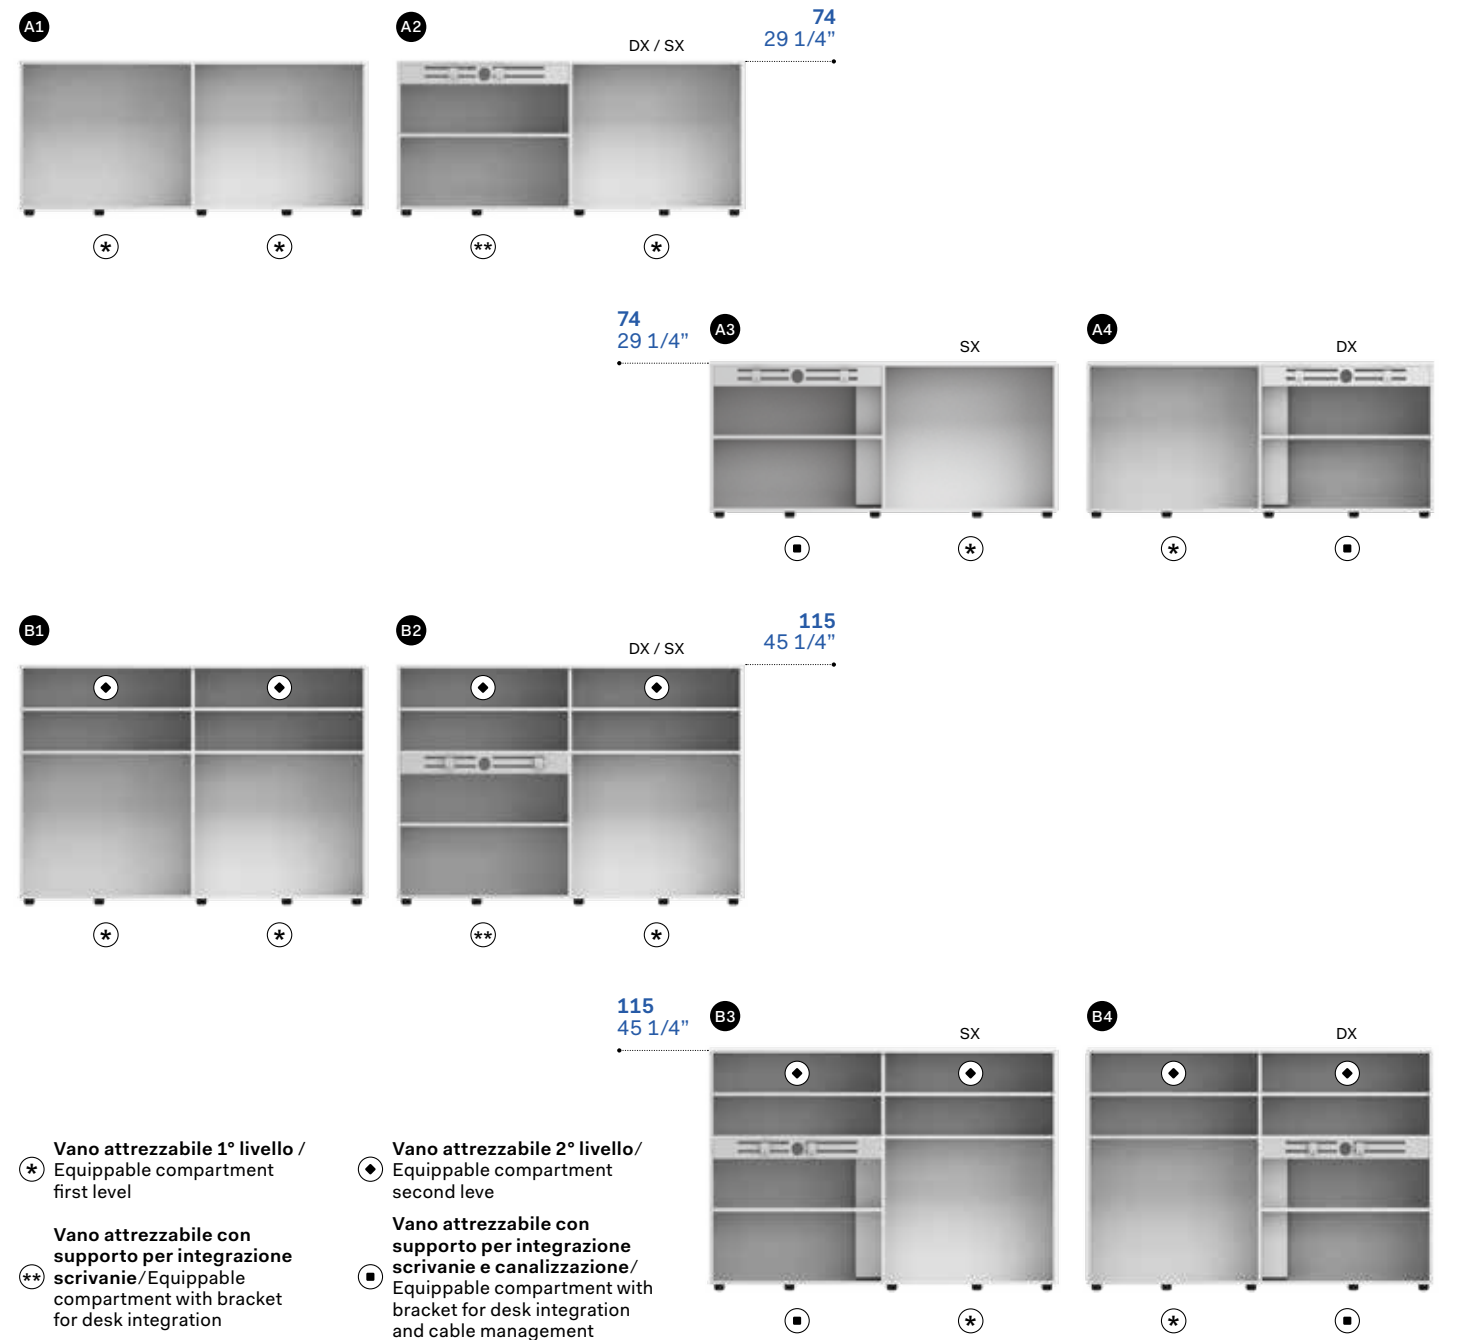 A1
A2
DX / SX
74
29 1/4”
*
*
**
*
74
29 1/4”
A3
SX
A4
DX
*
*
B1
B2
DX / SX
115
45 1/4”
*
*
**
*
115
45 1/4”
B3
SX
B4
DX
*
*
* Vano attrezzabile 1° livello /
Equippable compartment
first level
** Vano attrezzabile con
supporto per integrazione
scrivanie/Equippable
compartment with bracket
for desk integration
Vano attrezzabile 2° livello/
Equippable compartment
second leve
Vano attrezzabile con
supporto per integrazione
scrivanie e canalizzazione/
Equippable compartment with
bracket for desk integration
and cable management